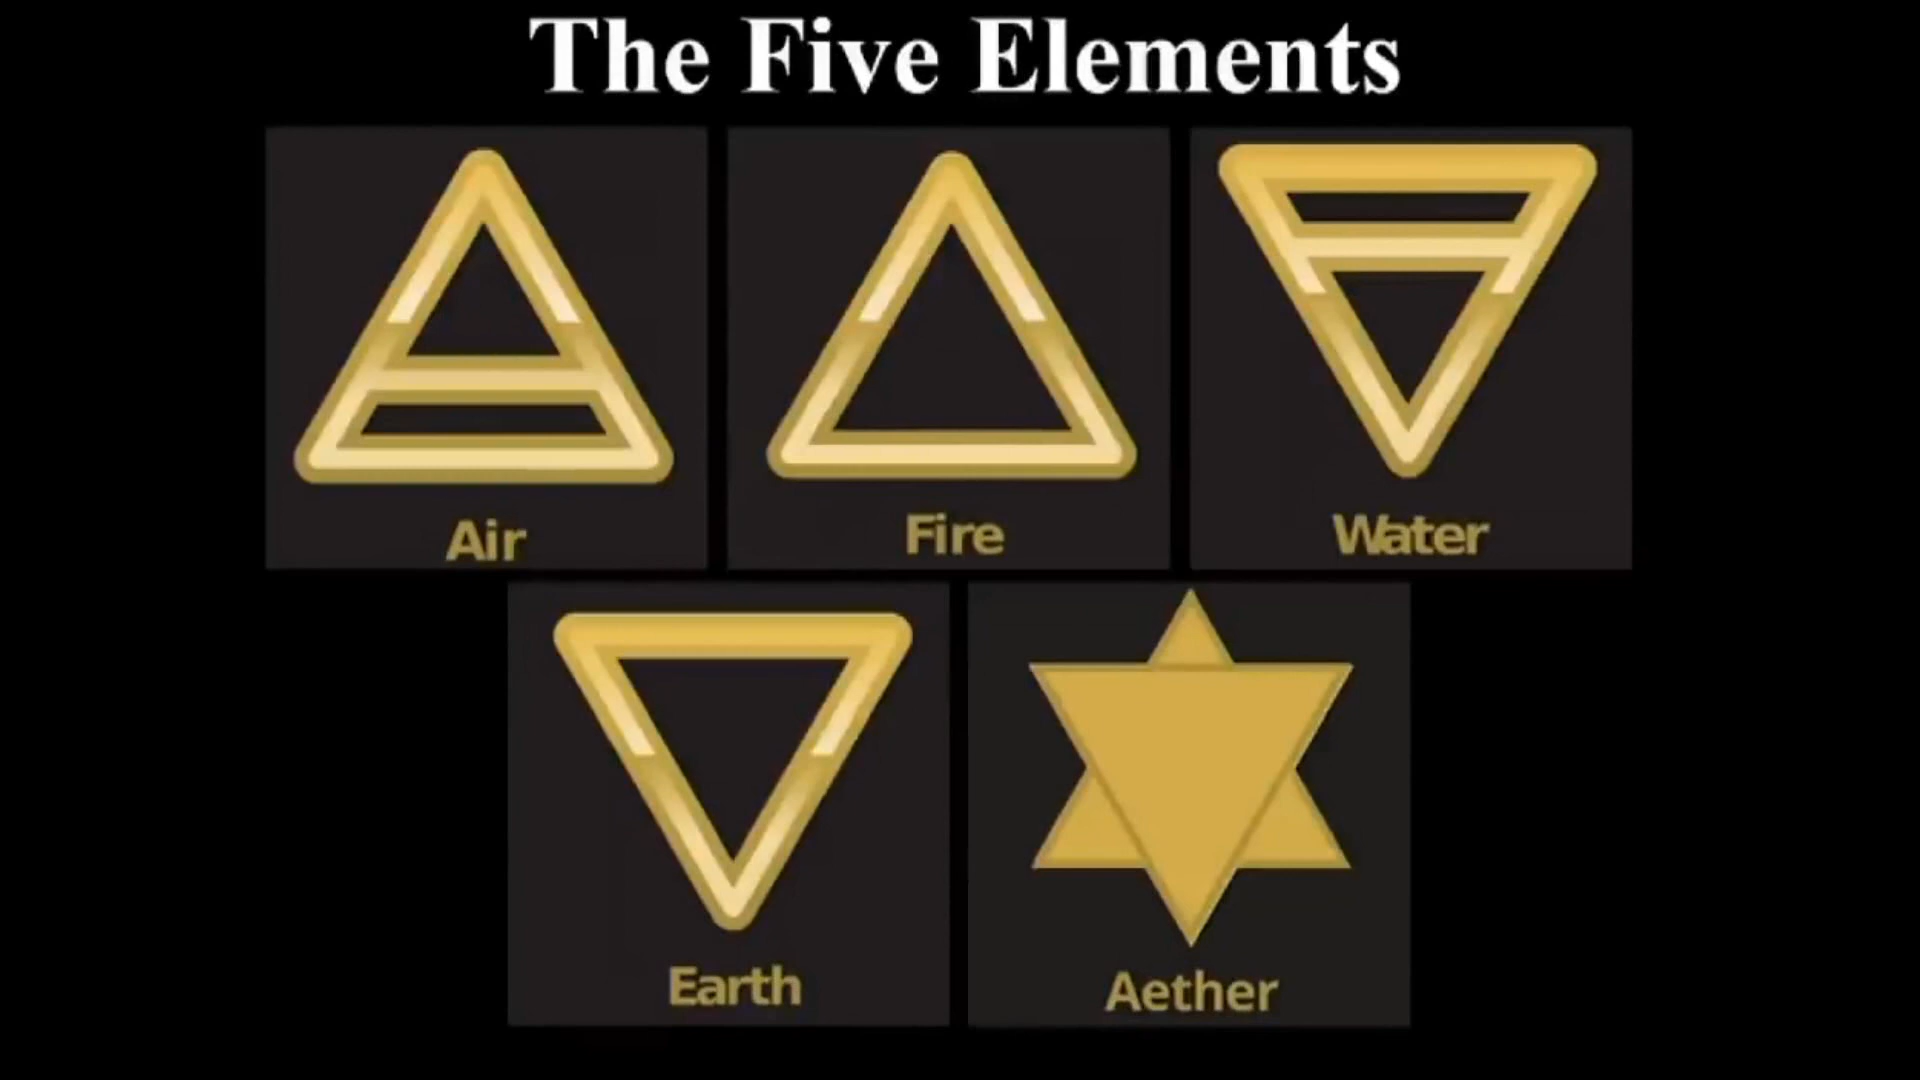 The Five Elements
Air
Fire
Water
Earth
Aether